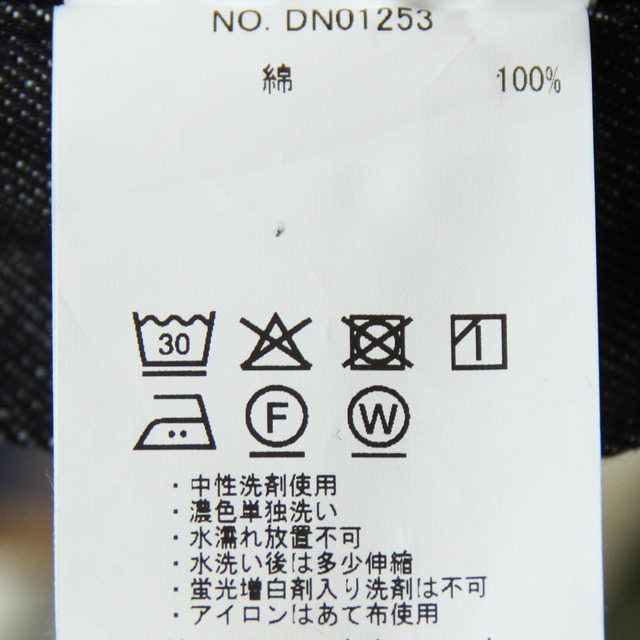 NO. DN01253
綿 100%
30
F W
・中性洗剤使用
・濃色単独洗い
・水濡れ放置不可
・水洗い後は多少伸縮
・蛍光増白剤入り洗剤は不可
・アイロンはあて布使用